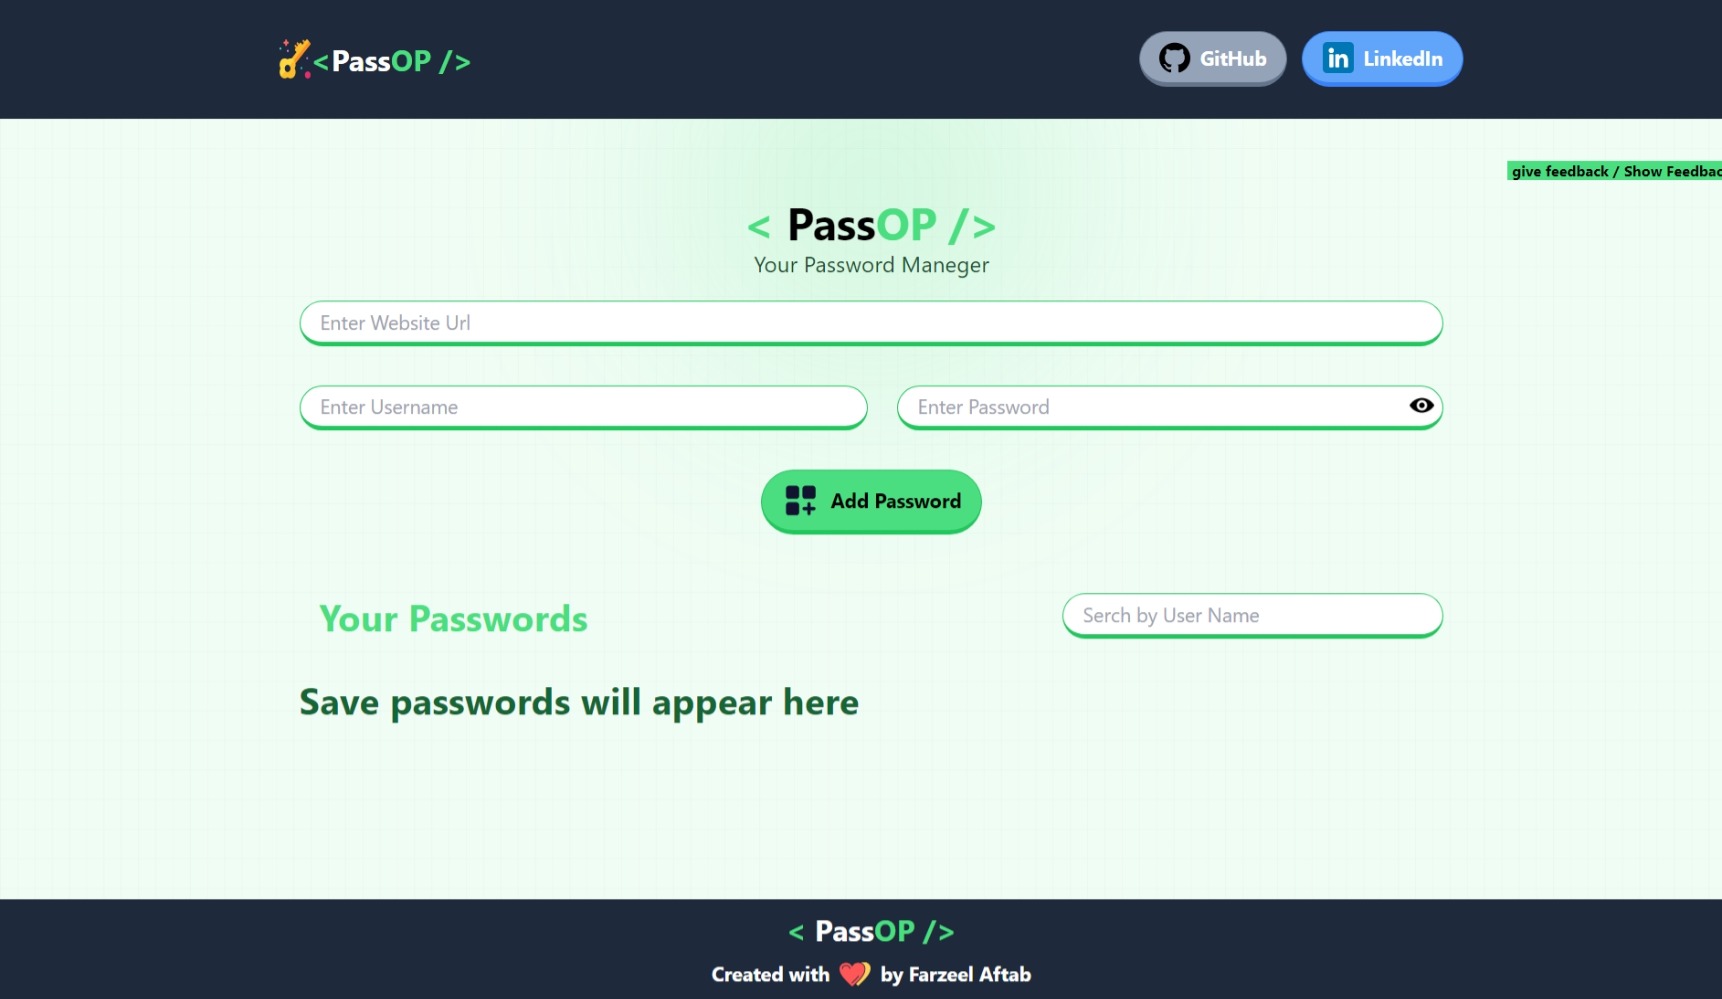 <PassOP />
GitHub
LinkedIn
give feedback / Show Feedbac
< PassOP />
Your Password Maneger
Enter Website Url
Enter Username
Enter Password
Add Password
Your Passwords
Serch by User Name
Save passwords will appear here
< PassOP />
Created with by Farzeel Aftab